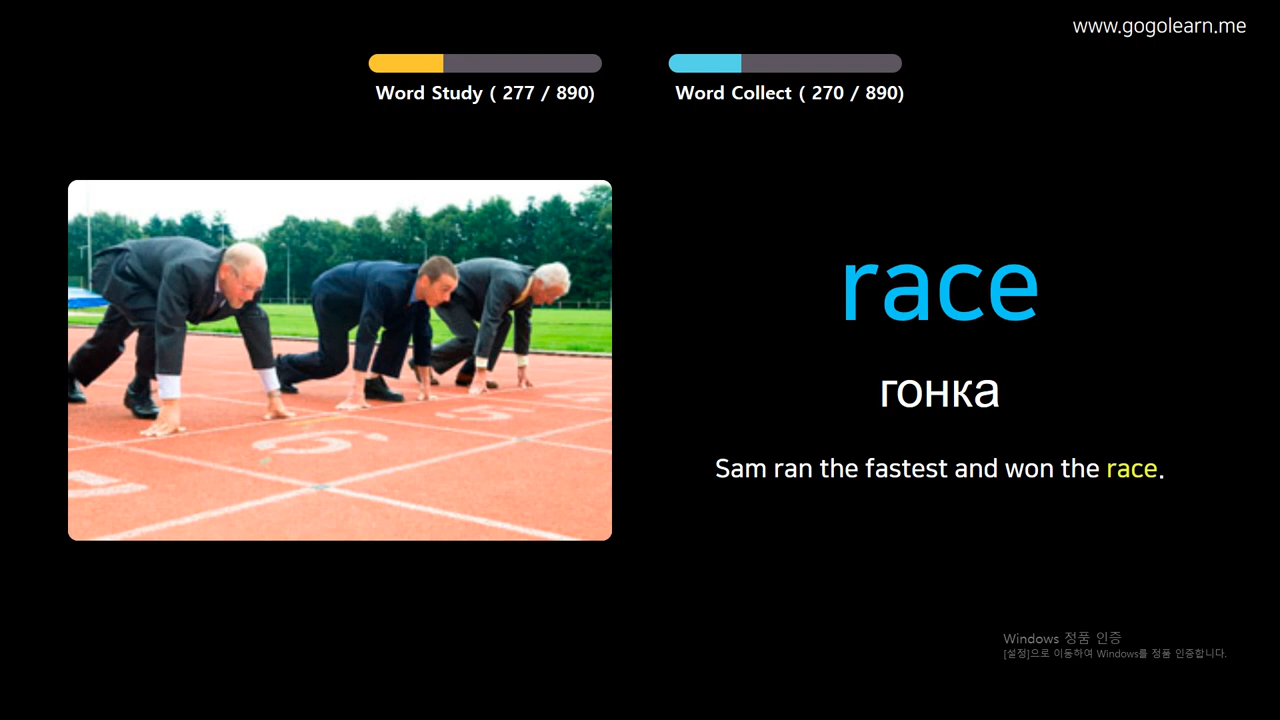 www.gogolearn.me
Word Study ( 277 / 890)
Word Collect ( 270 / 890)
race
гонка
Sam ran the fastest and won the race.
Windows 정품 인증
[설정]으로 이동하여 Windows를 정품 인증합니다.
5
5